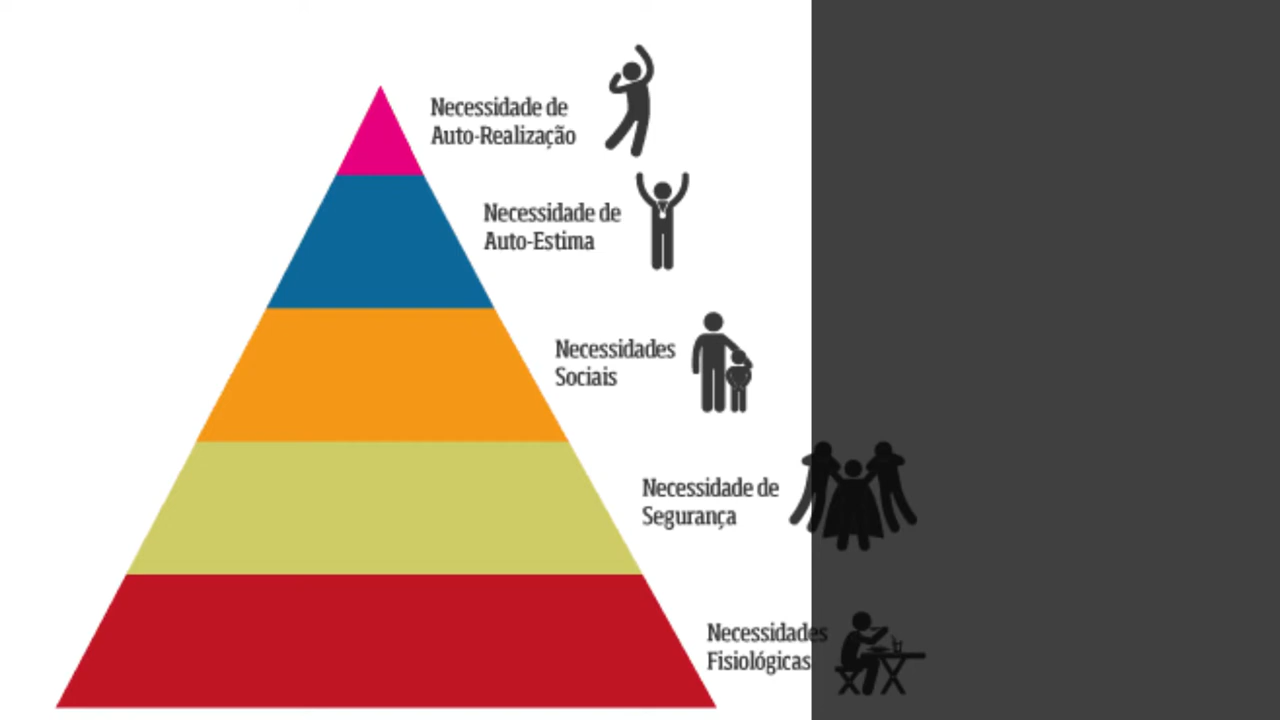 Necessidade de
Auto-Realização
Necessidade de
Auto-Estima
Necessidades
Sociais
Necessidade de
Segurança
Necessidades
Fisiológicas